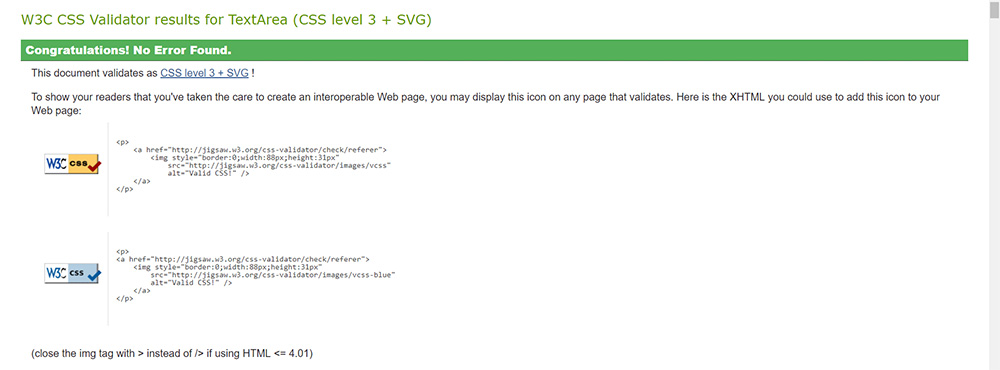 W3C CSS Validator results for TextArea (CSS level 3 + SVG)
Congratulations! No Error Found.
This document validates as CSS level 3 + SVG !
To show your readers that you've taken the care to create an interoperable Web page, you may display this icon on any page that validates. Here is the XHTML you could use to add this icon to your
Web page:
W3C css
<p>
    <a href="http://jigsaw.w3.org/css-validator/check/referer">
        <img style="border:0;width:88px;height:31px"
            src="http://jigsaw.w3.org/css-validator/images/vcss"
            alt="Valid CSS!" />
    </a>
</p>
W3C css
<p>
<a href="http://jigsaw.w3.org/css-validator/check/referer">
    <img style="border:0;width:88px;height:31px"
        src="http://jigsaw.w3.org/css-validator/images/vcss-blue"
        alt="Valid CSS!" />
    </a>
</p>
(close the img tag with > instead of /> if using HTML <= 4.01)